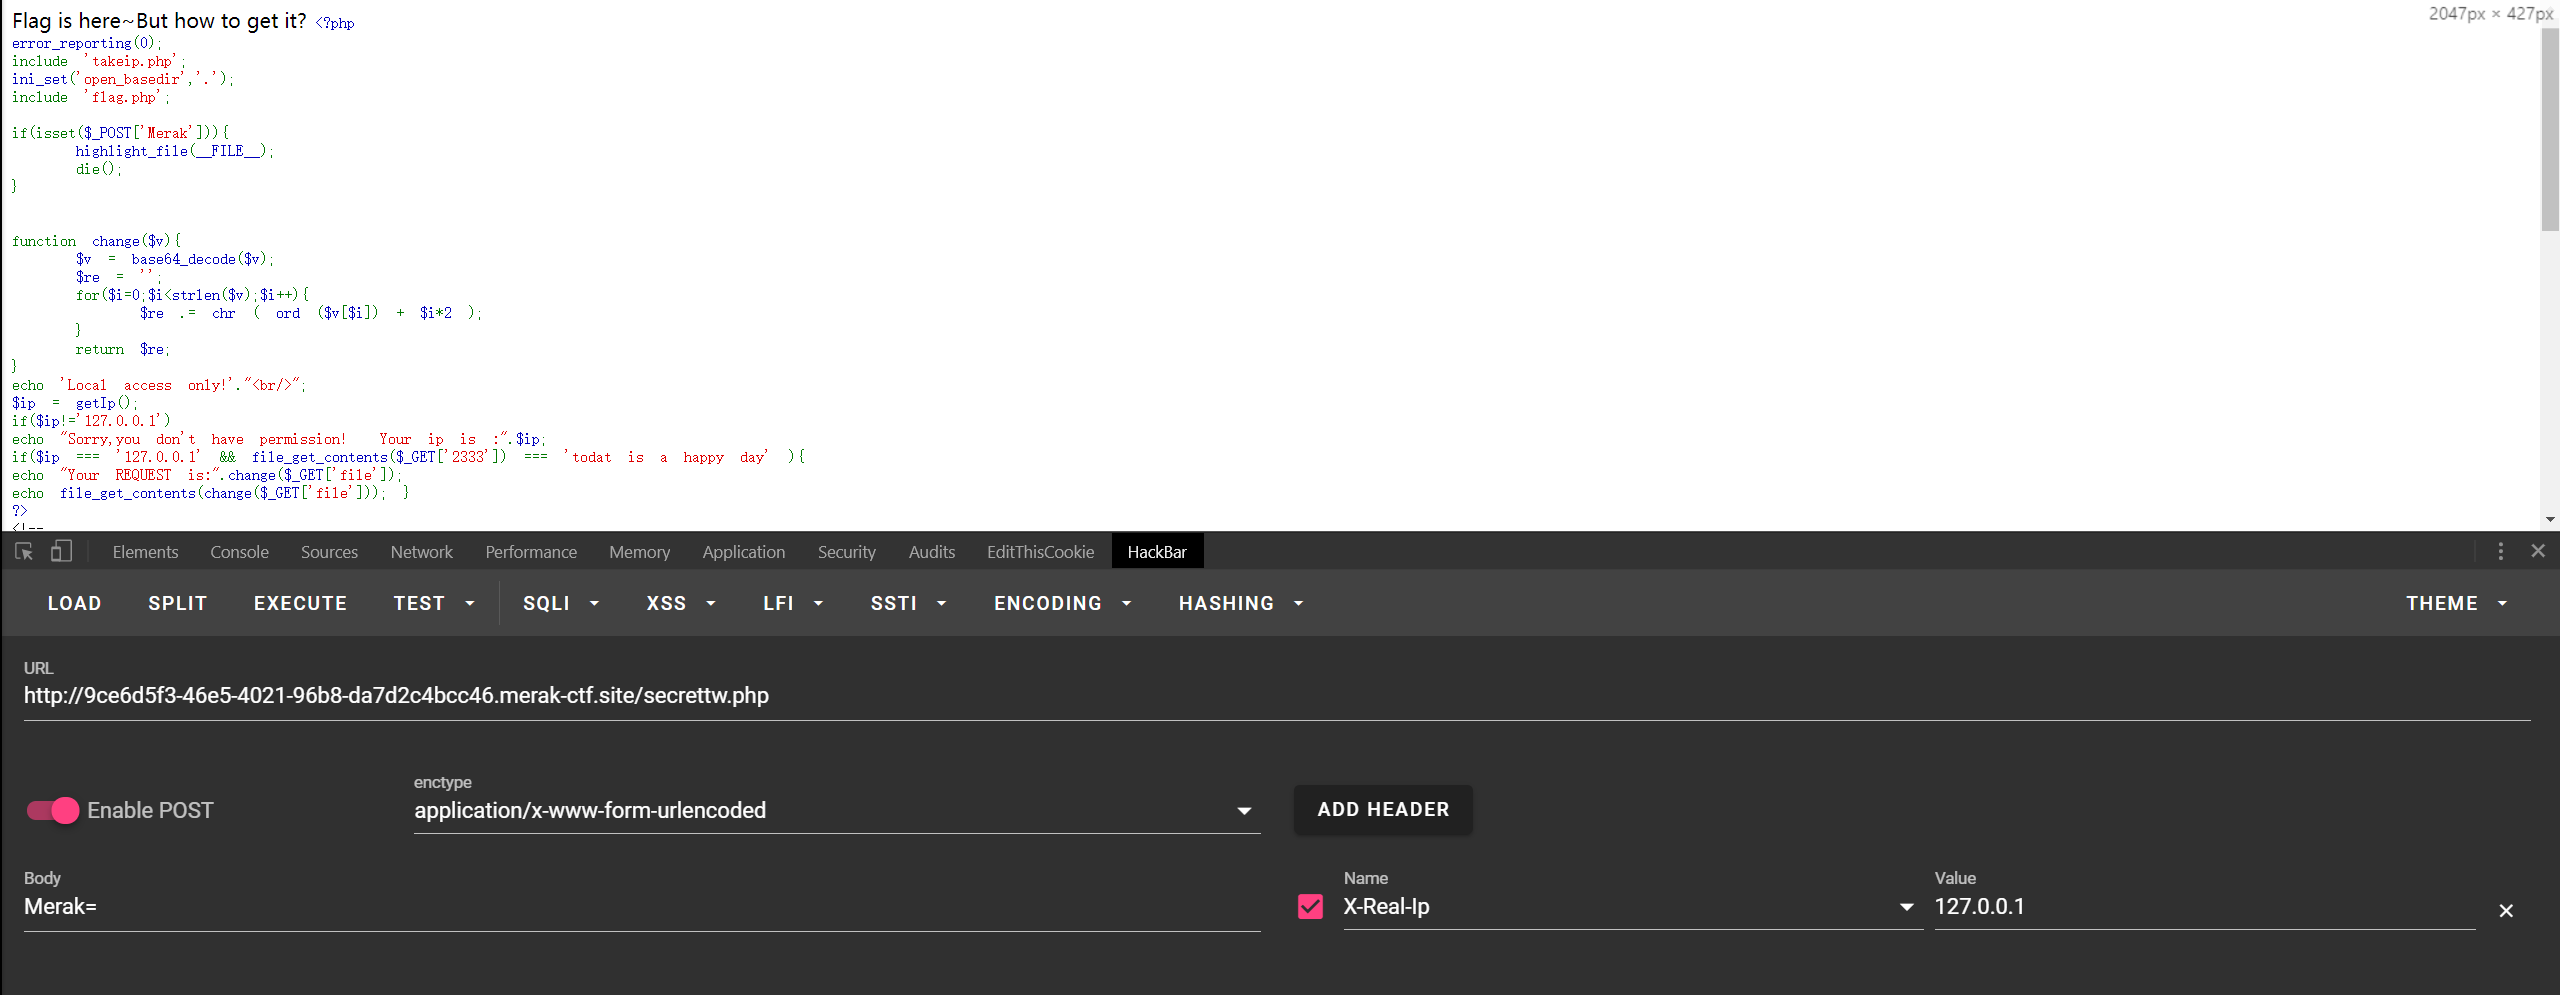 2047px × 427px
Flag is here~But how to get it? <?php
error_reporting(0);
include 'takeip.php';
ini_set('open_basedir','.');
include 'flag.php';
if(isset($_POST['Merak'])){
highlight_file(__FILE__);
die();
}
function change($v){
$v = base64_decode($v);
$re = '';
for($i=0;$i<strlen($v);$i++){
$re .= chr ( ord ($v[$i]) + $i*2 );
}
return $re;
}
echo 'Local access only!'."<br/>";
$ip = getIp();
if($ip!='127.0.0.1')
echo "Sorry,you don't have permission! Your ip is :".$ip;
if($ip === '127.0.0.1' && file_get_contents($_GET['2333']) === 'todat is a happy day' ){
echo "Your REQUEST is:".change($_GET['file']);
echo file_get_contents(change($_GET['file'])); }
?>
<!--
Elements Console Sources Network Performance Memory Application Security Audits EditThisCookie HackBar
LOAD SPLIT EXECUTE TEST SQLI XSS LFI SSTI ENCODING HASHING THEME
URL
http://9ce6d5f3-46e5-4021-96b8-da7d2c4bcc46.merak-ctf.site/secrettw.php
Enable POST
enctype
application/x-www-form-urlencoded
ADD HEADER
Body
Merak=
Name
X-Real-Ip
Value
127.0.0.1